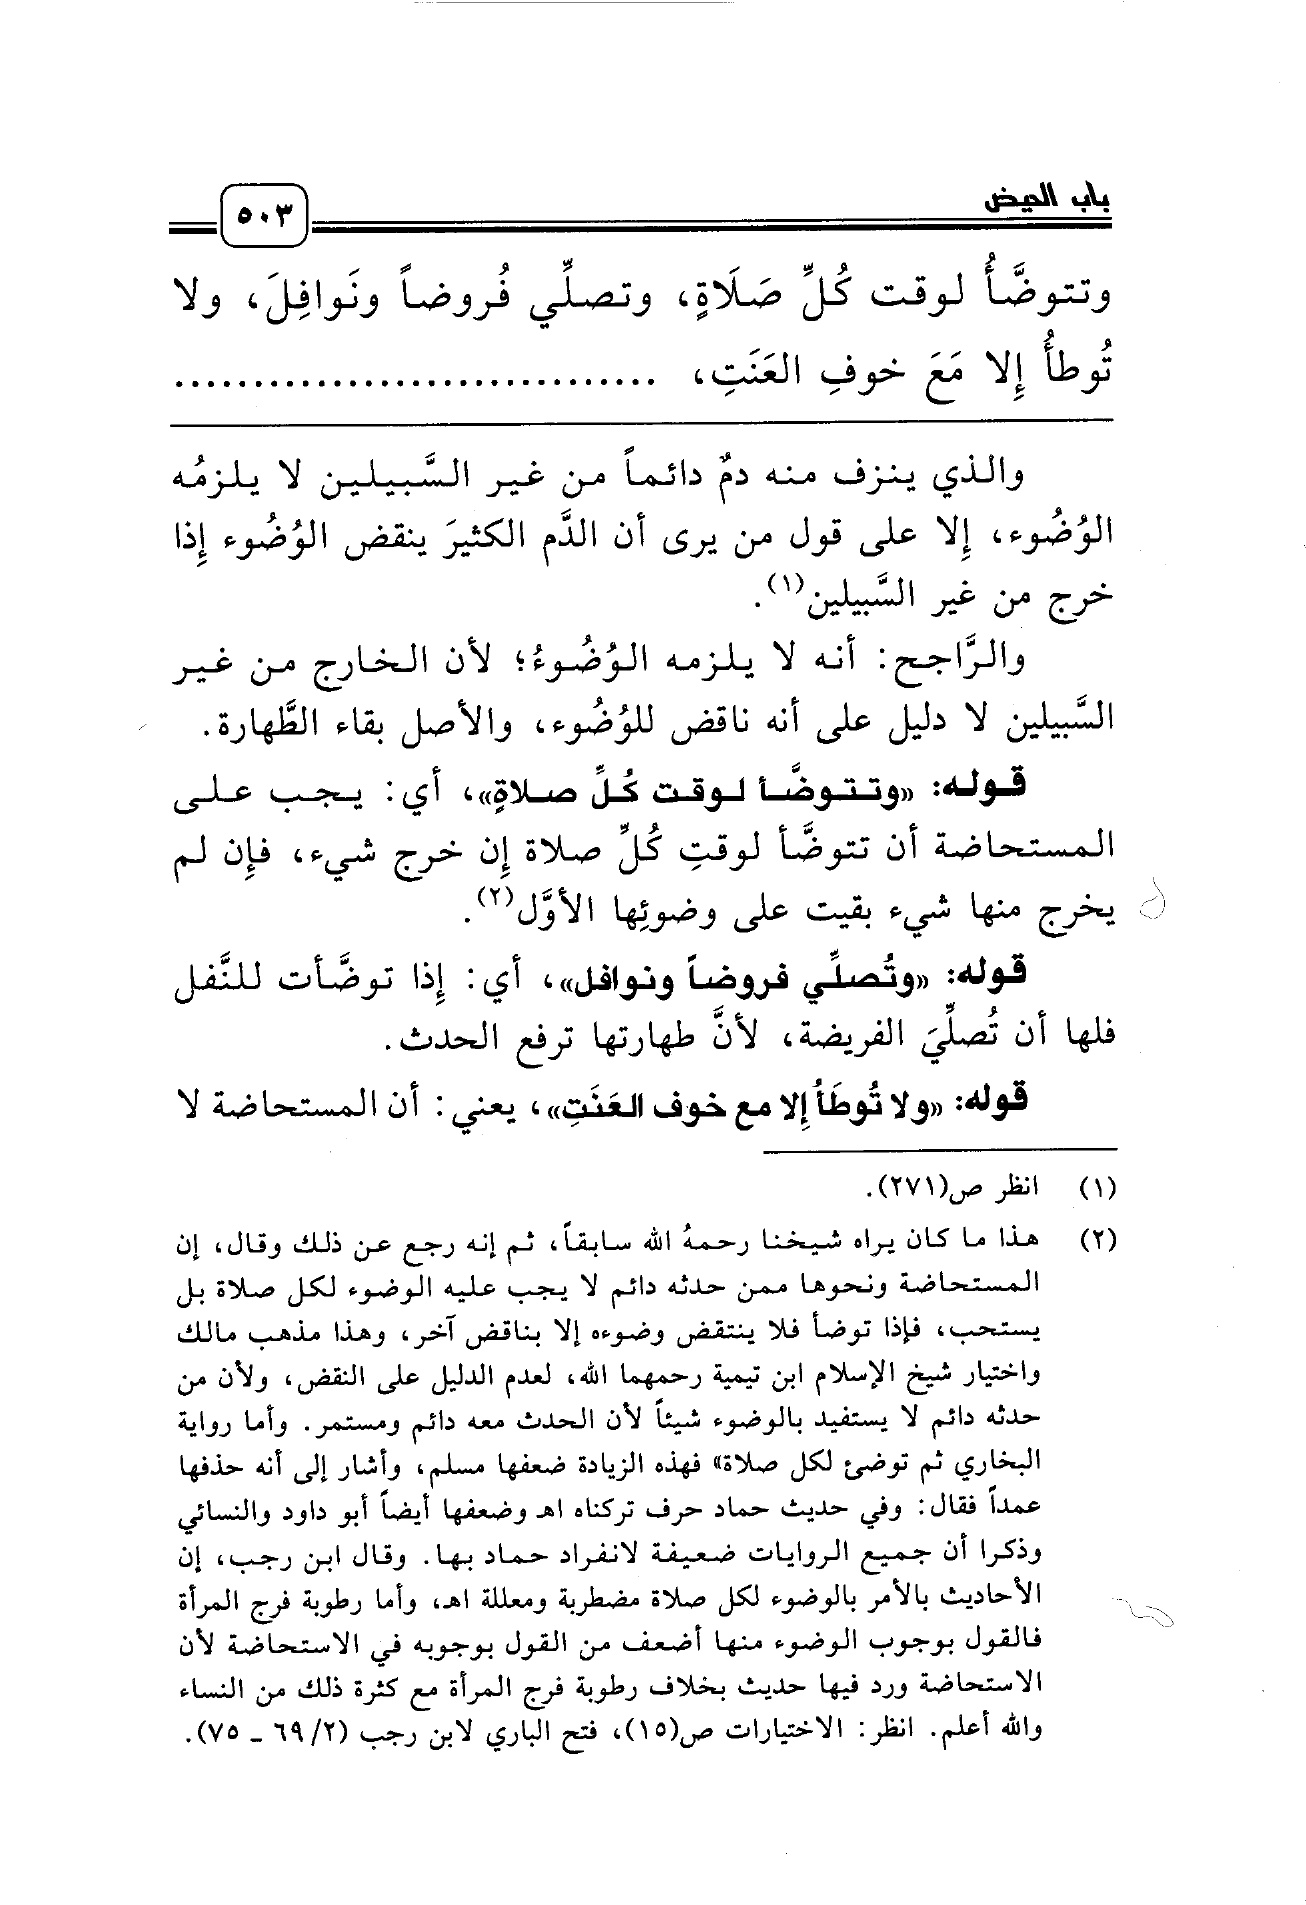 باب الحيض
٥٠٣
وتتوضَّأُ لوقت كُلِّ صَلَاةٍ، وتصلِّي فُروضاً ونَوافِلَ، ولا
تُوطأُ إِلا مَعَ خوفِ العَنَتِ، ...............................
والذي ينزف منه دمٌ دائماً من غير السَّبيلين لا يلزمُه
الوُضُوء، إِلا على قول من يرى أن الدَّم الكثيرَ ينقض الوُضُوء إِذا
خرج من غير السَّبيلين(١).
والرَّاجح: أنه لا يلزمه الوُضُوءُ؛ لأن الخارج من غير
السَّبيلين لا دليل على أنه ناقض للوُضُوء، والأصل بقاء الطَّهارة.
قوله: «وتتوضَّأ لوقت كُلِّ صلاةٍ»، أي: يجب على
المستحاضة أن تتوضَّأ لوقتِ كُلِّ صلاة إِن خرج شيء، فإِن لم
يخرج منها شيء بقيت على وضوئِها الأوَّل(٢).
قوله: «وتُصلِّي فروضاً ونوافل»، أي: إِذا توضَّأت للنَّفل
فلها أن تُصلِّيَ الفريضة، لأنَّ طهارتها ترفع الحدث.
قوله: «ولا تُوطَأُ إِلا مع خوف العَنَتِ»، يعني: أن المستحاضة لا
(١) انظر ص(٢٧١).
(٢) هذا ما كان يراه شيخنا رحمهُ الله سابقاً، ثم إنه رجع عن ذلك وقال، إن
المستحاضة ونحوها ممن حدثه دائم لا يجب عليه الوضوء لكل صلاة بل
يستحب، فإذا توضأ فلا ينتقض وضوءه إلا بناقض آخر، وهذا مذهب مالك
واختيار شيخ الإسلام ابن تيمية رحمهما الله، لعدم الدليل على النقض، ولأن من
حدثه دائم لا يستفيد بالوضوء شيئاً لأن الحدث معه دائم ومستمر. وأما رواية
البخاري ثم توضئ لكل صلاة» فهذه الزيادة ضعفها مسلم، وأشار إلى أنه حذفها
عمداً فقال: وفي حديث حماد حرف تركناه اهـ وضعفها أيضاً أبو داود والنسائي
وذكرا أن جميع الروايات ضعيفة لانفراد حماد بها. وقال ابن رجب، إن
الأحاديث بالأمر بالوضوء لكل صلاة مضطربة ومعللة اهـ، وأما رطوبة فرج المرأة
فالقول بوجوب الوضوء منها أضعف من القول بوجوبه في الاستحاضة لأن
الاستحاضة ورد فيها حديث بخلاف رطوبة فرج المرأة مع كثرة ذلك من النساء
والله أعلم. انظر: الاختيارات ص(١٥)، فتح الباري لابن رجب (٦٩/٢ ـ ٧٥).